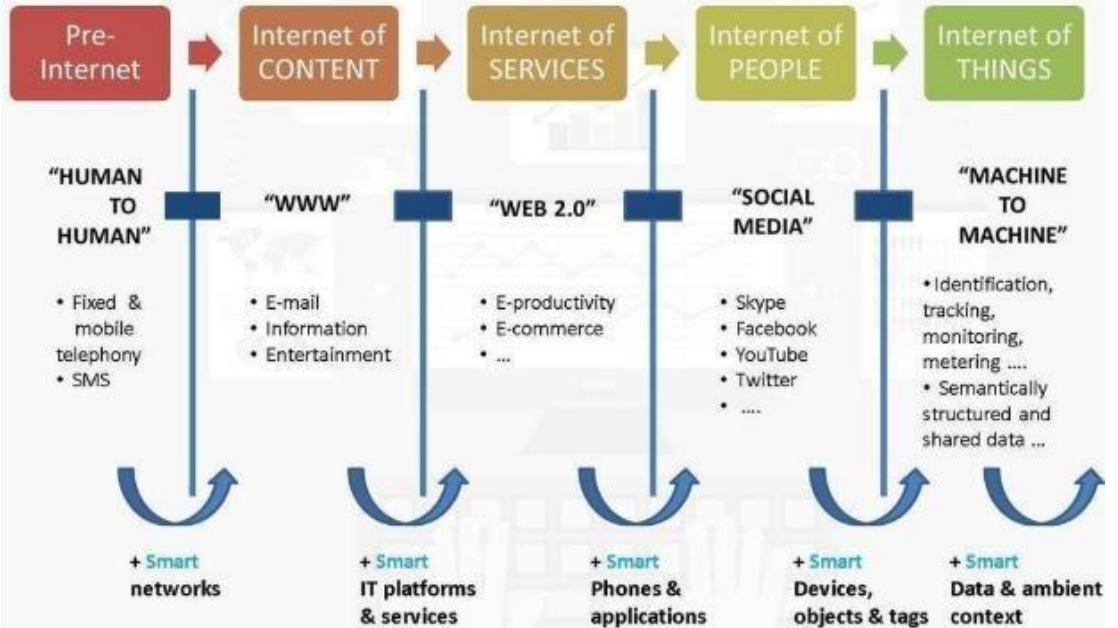 Pre-
Internet
Internet of
CONTENT
Internet of
SERVICES
Internet of
PEOPLE
Internet of
THINGS
“HUMAN
TO
HUMAN”
“WWW”
“WEB 2.0”
“SOCIAL
MEDIA”
“MACHINE
TO
MACHINE”
• Fixed &
mobile
telephony
• SMS
• E-mail
• Information
• Entertainment
• E-productivity
• E-commerce
• ...
• Skype
• Facebook
• YouTube
• Twitter
• ....
• Identification,
tracking,
monitoring,
metering ....
• Semantically
structured and
shared data ...
+ Smart
networks
+ Smart
IT platforms
& services
+ Smart
Phones &
applications
+ Smart
Devices,
objects & tags
+ Smart
Data & ambient
context